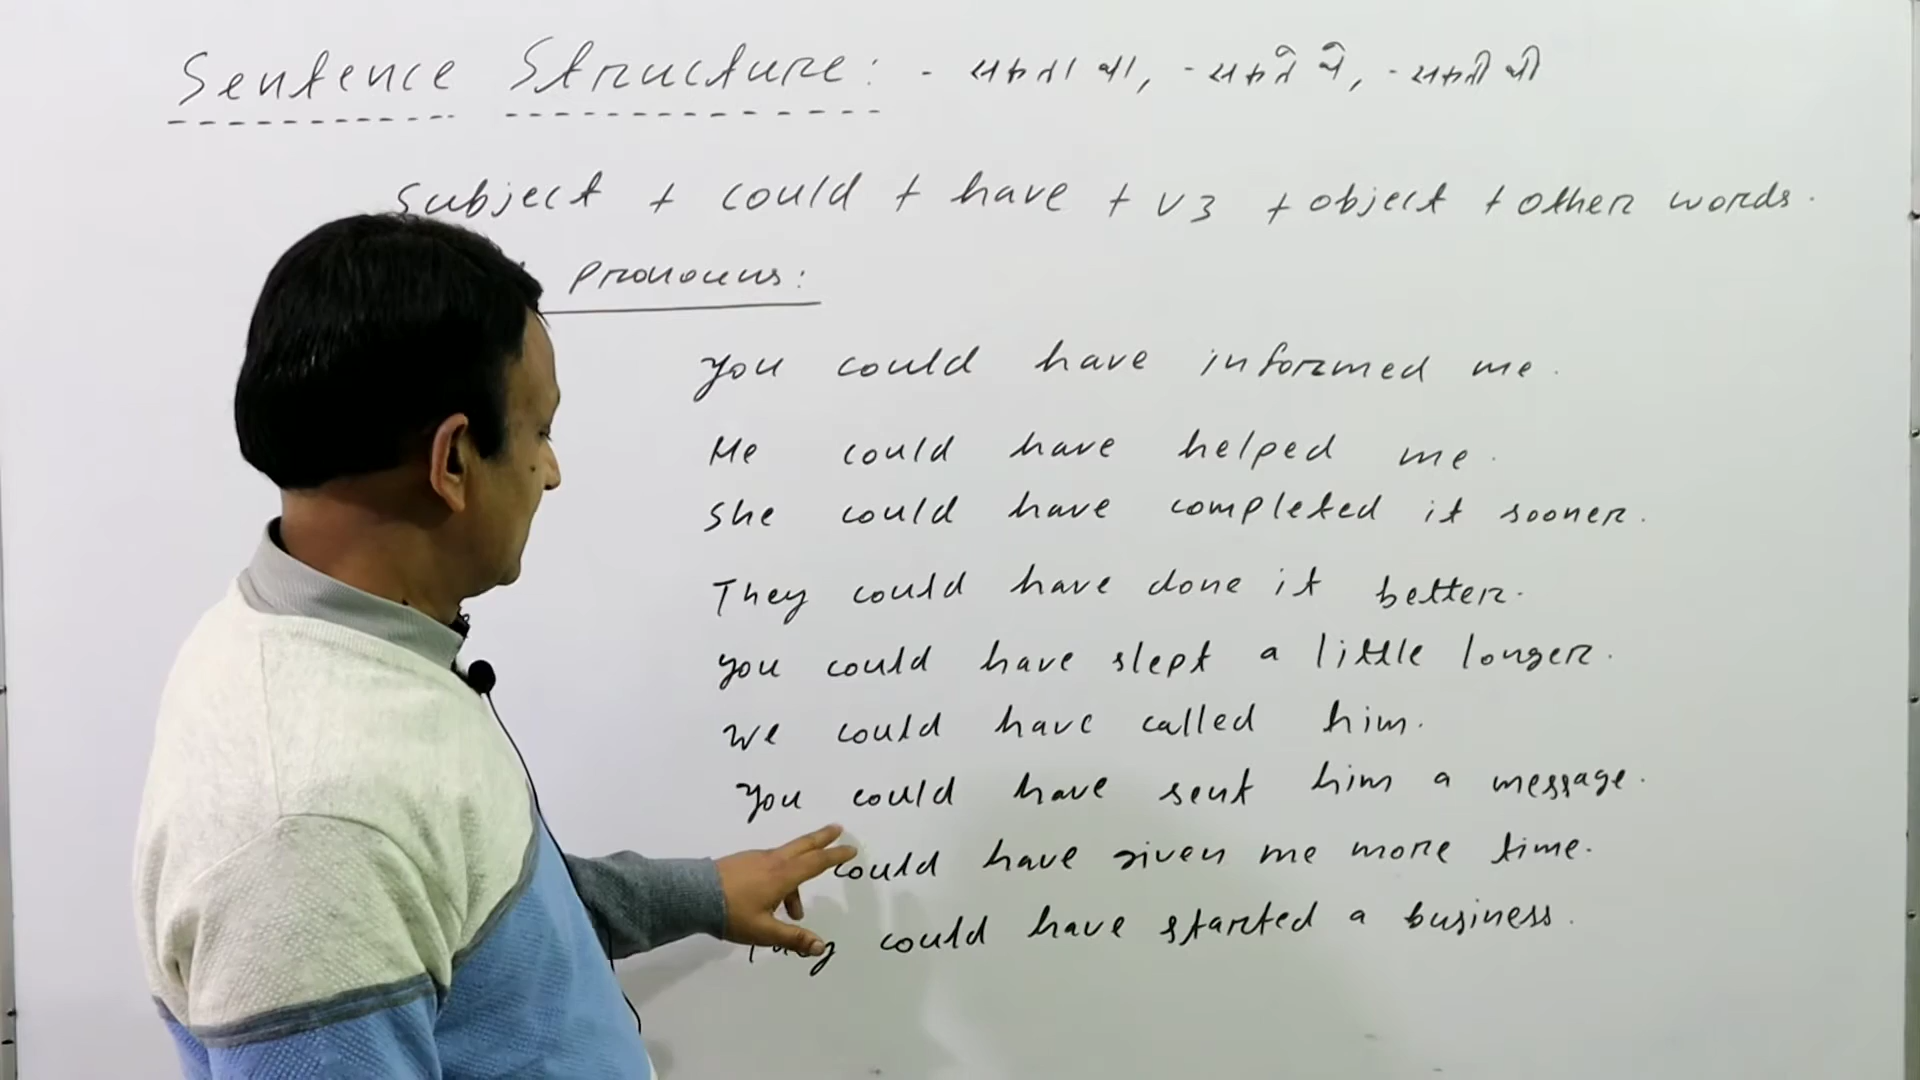 Sentence Structure: - सकता था, - सकते थे, - सकती थी
Subject + could + have + V3 + object + other words.
Pronouns:
You could have informed me.
He could have helped me.
She could have completed it sooner.
They could have done it better.
You could have slept a little longer.
We could have called him.
You could have sent him a message.
could have given me more time.
They could have started a business.